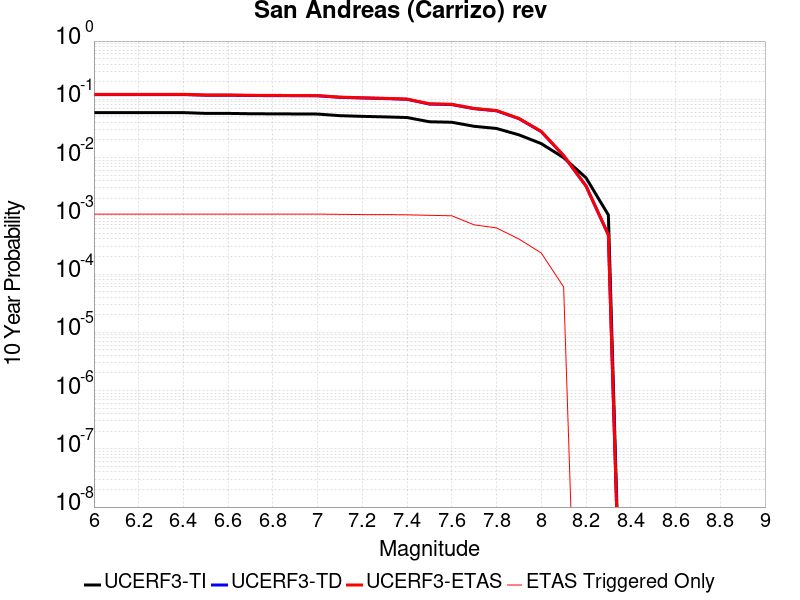 San Andreas (Carrizo) rev
10 0
10 -1
10 -2
10 -3
10 -4
10 -5
10 -6
10 -7
10 -8
10 Year Probability
6 6.2 6.4 6.6 6.8 7 7.2 7.4 7.6 7.8 8 8.2 8.4 8.6 8.8 9
Magnitude
UCERF3-TI UCERF3-TD UCERF3-ETAS ETAS Triggered Only